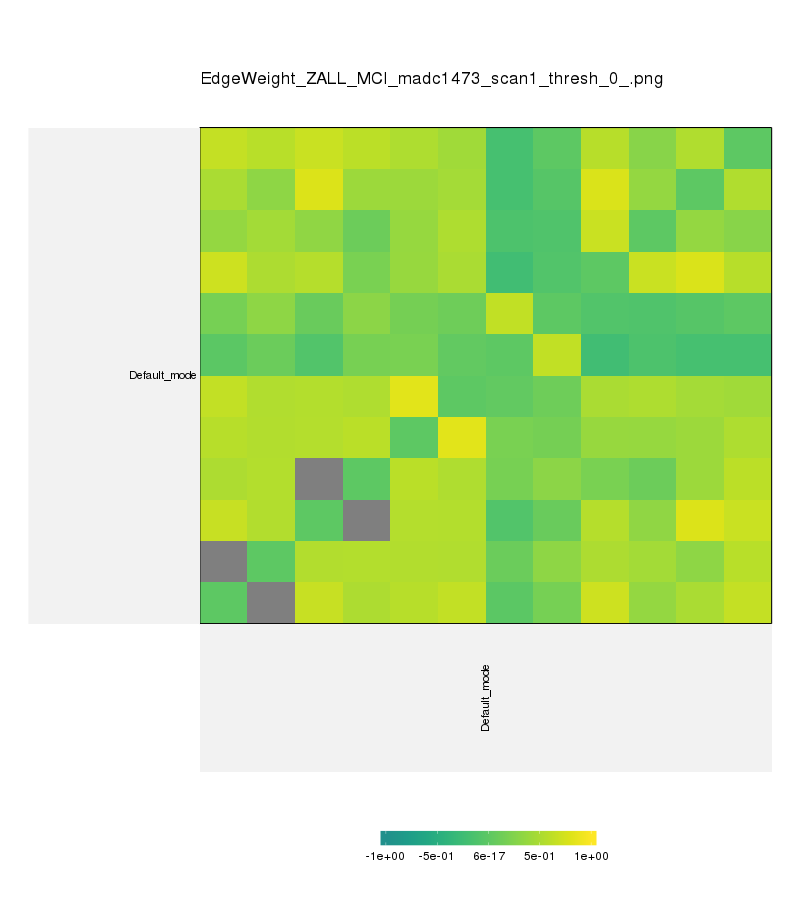 EdgeWeight_ZALL_MCI_madc1473_scan1_thresh_0_.png
Default_mode
Default_mode
-1e+00 -5e-01 6e-17 5e-01 1e+00